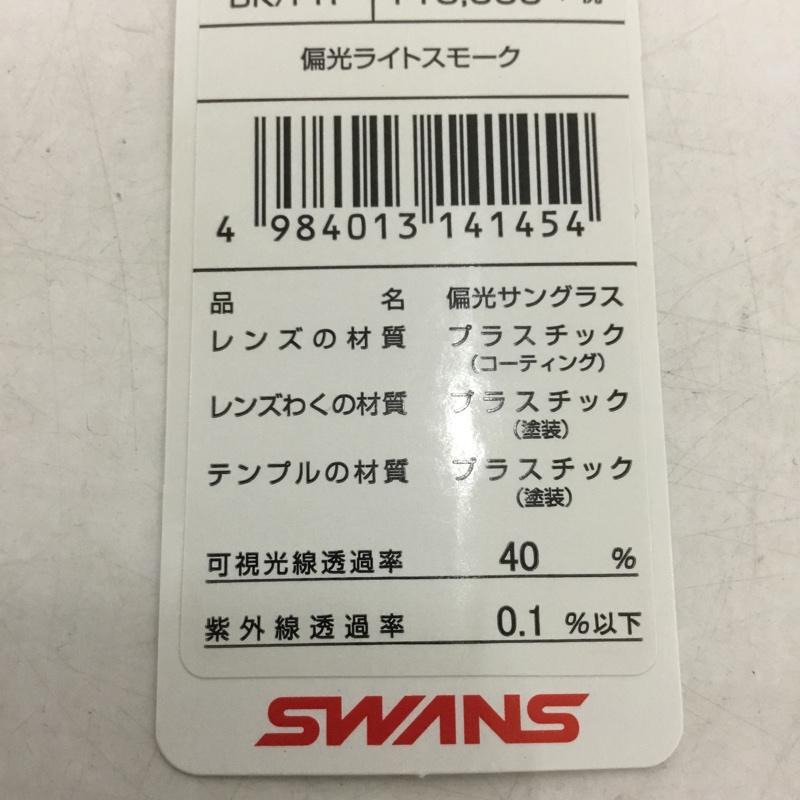 偏光ライトスモーク
4 984013 141454
品名 偏光サングラス
レンズの材質 プラスチック
(コーティング)
レンズわくの材質 プラスチック
(塗装)
テンプルの材質 プラスチック
(塗装)
可視光線透過率 40 %
紫外線透過率 0.1 %以下
SWANS